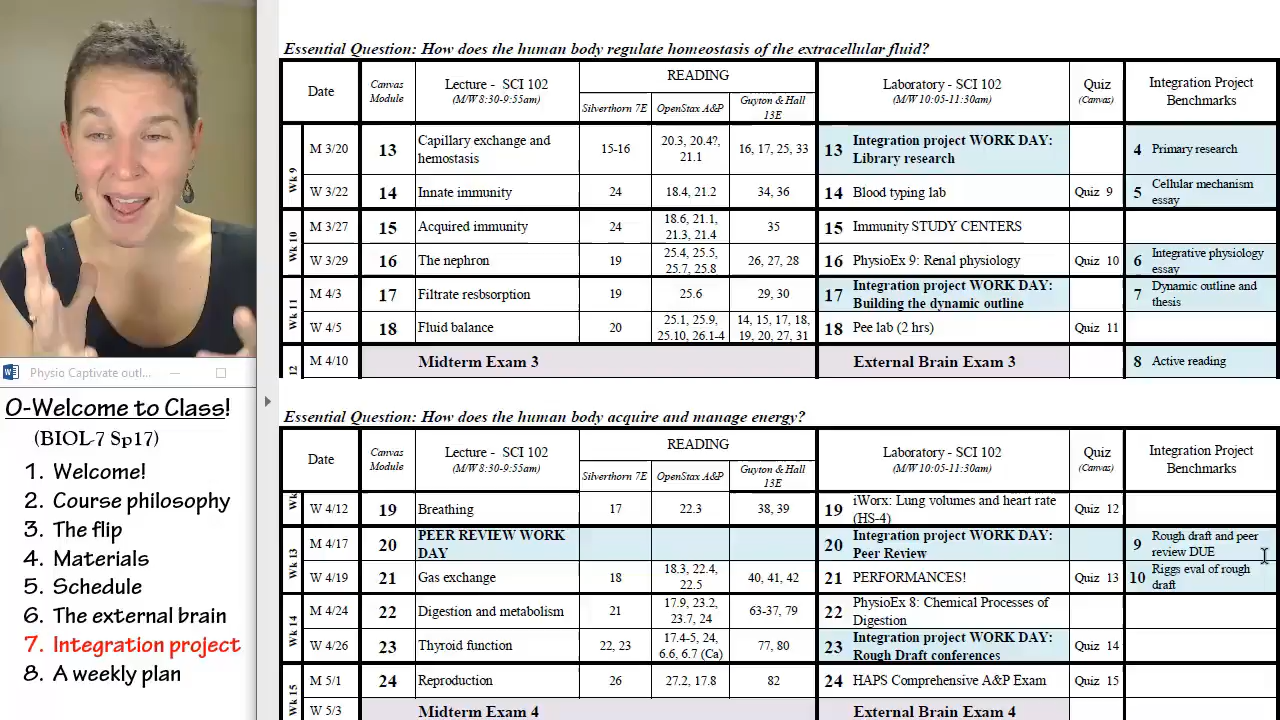 Essential Question: How does the human body regulate homeostasis of the extracellular fluid?
Date
Canvas Module
Lecture - SCI 102
(M/W 8:30-9:55am)
READING
Silverthorn 7E
OpenStax A&P
Guyton & Hall 13E
Laboratory - SCI 102
(M/W 10:05-11:30am)
Quiz
(Canvas)
Integration Project Benchmarks
Wk 9
M 3/20 13 Capillary exchange and hemostasis 15-16 20.3, 20.4?, 21.1 16, 17, 25, 33 13 Integration project WORK DAY: Library research 4 Primary research
W 3/22 14 Innate immunity 24 18.4, 21.2 34, 36 14 Blood typing lab Quiz 9 5 Cellular mechanism essay
Wk 10
M 3/27 15 Acquired immunity 24 18.6, 21.1, 21.3, 21.4 35 15 Immunity STUDY CENTERS
W 3/29 16 The nephron 19 25.4, 25.5, 25.7, 25.8 26, 27, 28 16 PhysioEx 9: Renal physiology Quiz 10 6 Integrative physiology essay
Wk 11
M 4/3 17 Filtrate resbsorption 19 25.6 29, 30 17 Integration project WORK DAY: Building the dynamic outline 7 Dynamic outline and thesis
W 4/5 18 Fluid balance 20 25.1, 25.9, 25.10, 26.1-4 14, 15, 17, 18, 19, 20, 27, 31 18 Pee lab (2 hrs) Quiz 11
12
M 4/10 Midterm Exam 3 External Brain Exam 3 8 Active reading
Essential Question: How does the human body acquire and manage energy?
Date
Canvas Module
Lecture - SCI 102
(M/W 8:30-9:55am)
READING
Silverthorn 7E
OpenStax A&P
Guyton & Hall 13E
Laboratory - SCI 102
(M/W 10:05-11:30am)
Quiz
(Canvas)
Integration Project Benchmarks
W 4/12 19 Breathing 17 22.3 38, 39 19 iWorx: Lung volumes and heart rate (HS-4) Quiz 12
Wk 13
M 4/17 20 PEER REVIEW WORK DAY 20 Integration project WORK DAY: Peer Review 9 Rough draft and peer review DUE
W 4/19 21 Gas exchange 18 18.3, 22.4, 22.5 40, 41, 42 21 PERFORMANCES! Quiz 13 10 Riggs eval of rough draft
Wk 14
M 4/24 22 Digestion and metabolism 21 17.9, 23.2, 23.7, 24 63-37, 79 22 PhysioEx 8: Chemical Processes of Digestion
W 4/26 23 Thyroid function 22, 23 17.4-5, 24, 6.6, 6.7 (Ca) 77, 80 23 Integration project WORK DAY: Rough Draft conferences Quiz 14
Wk 15
M 5/1 24 Reproduction 26 27.2, 17.8 82 24 HAPS Comprehensive A&P Exam Quiz 15
W 5/3 Midterm Exam 4 External Brain Exam 4
Physio Captivate outl...
0-Welcome to Class!
(BIOL-7 Sp17)
1. Welcome!
2. Course philosophy
3. The flip
4. Materials
5. Schedule
6. The external brain
7. Integration project
8. A weekly plan